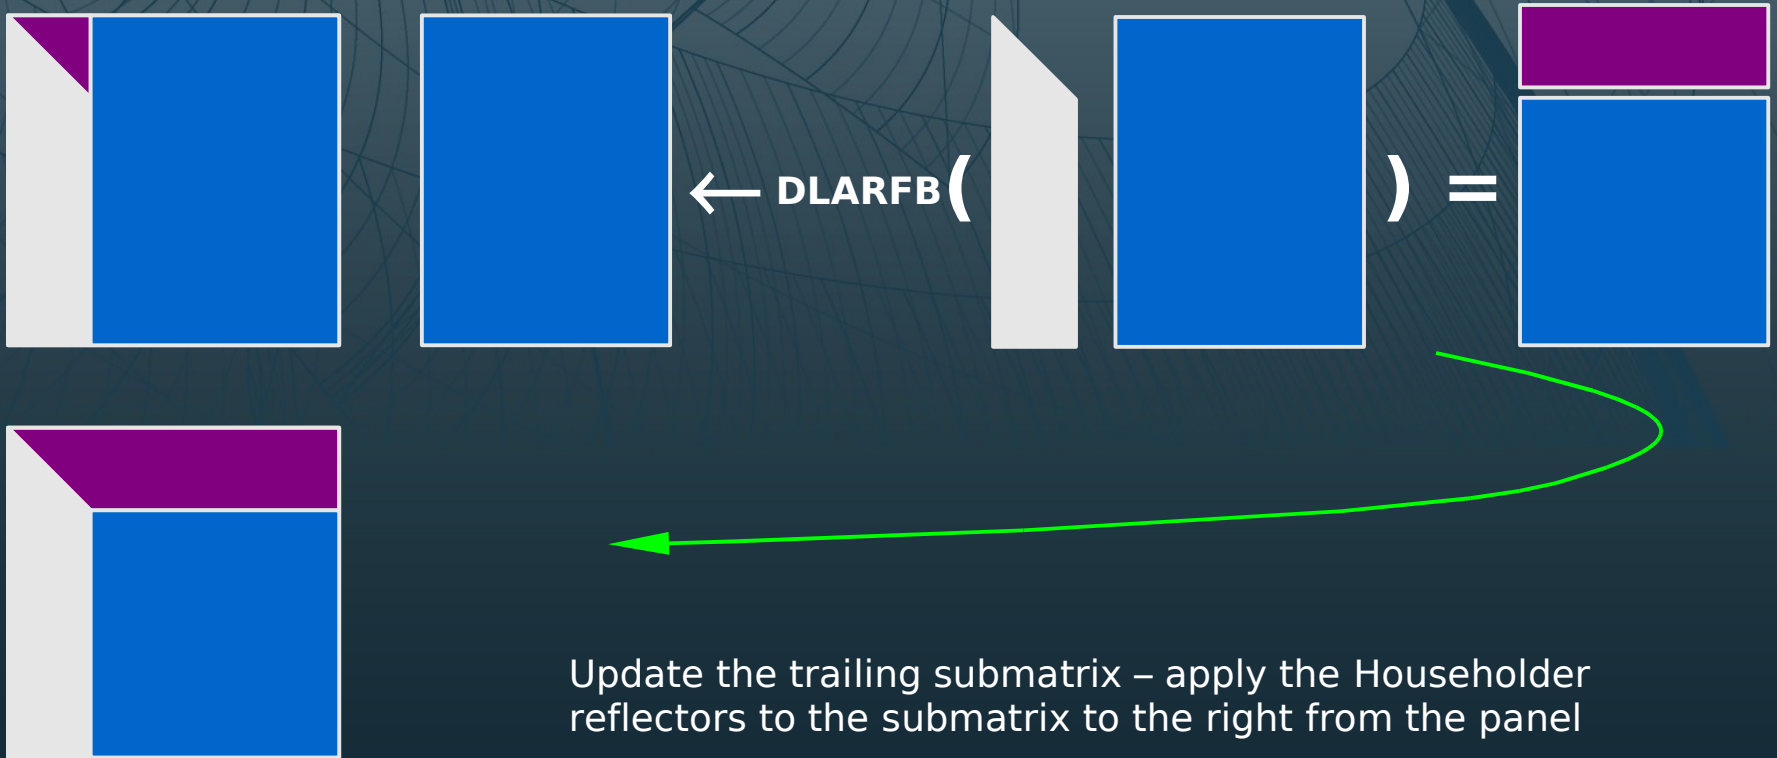 ← DLARFB( ) =
Update the trailing submatrix – apply the Householder
reflectors to the submatrix to the right from the panel